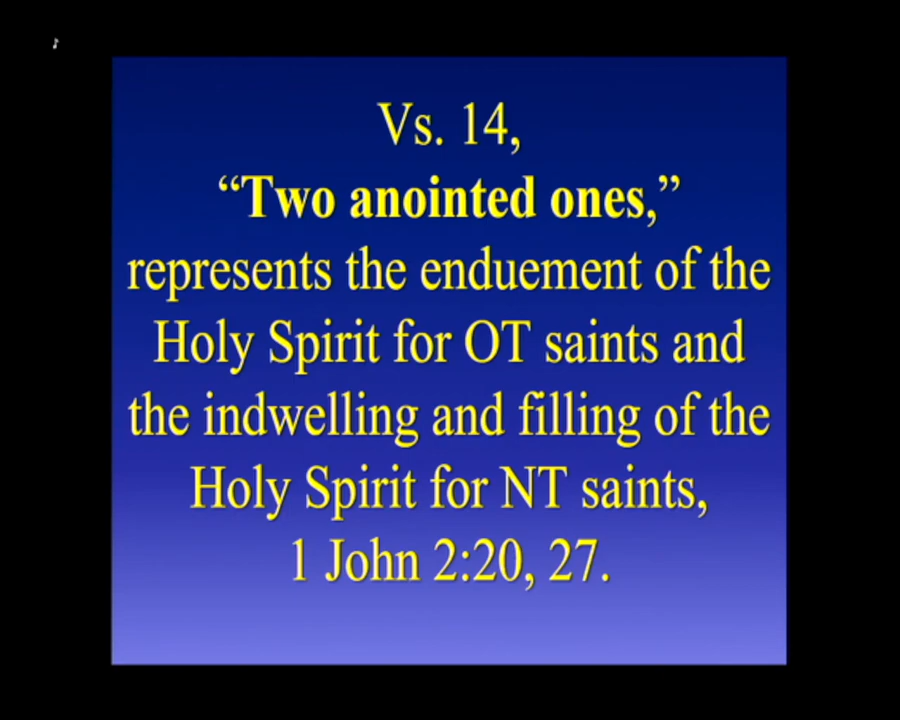 Vs. 14,
“Two anointed ones,”
represents the enduement of the
Holy Spirit for OT saints and
the indwelling and filling of the
Holy Spirit for NT saints,
1 John 2:20, 27.